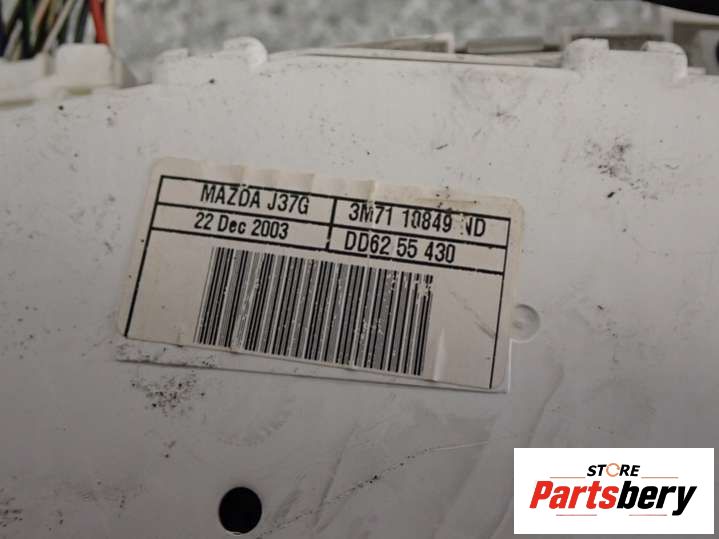 MAZDA J37G
3M71 10849 ND
22 Dec 2003
DD62 55 430
STORE
Partsbery